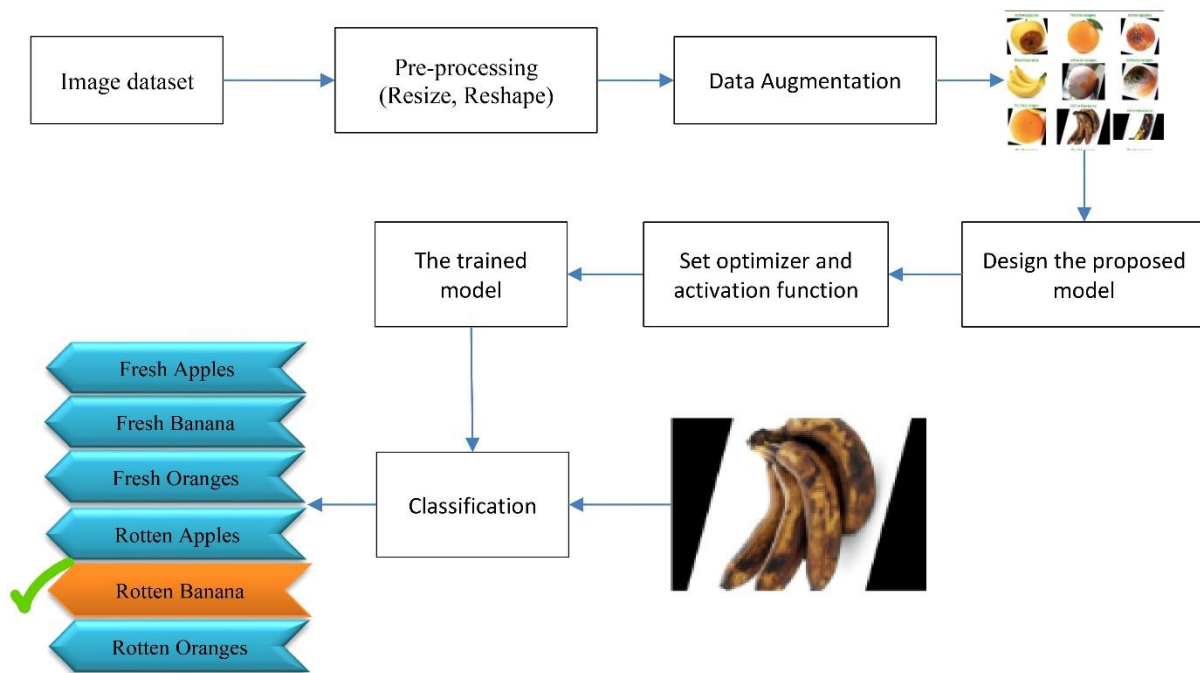 Image dataset
Pre-processing
(Resize, Reshape)
Data Augmentation
Design the proposed
model
Set optimizer and
activation function
The trained
model
Classification
Fresh Apples
Fresh Banana
Fresh Oranges
Rotten Apples
Rotten Banana
Rotten Oranges